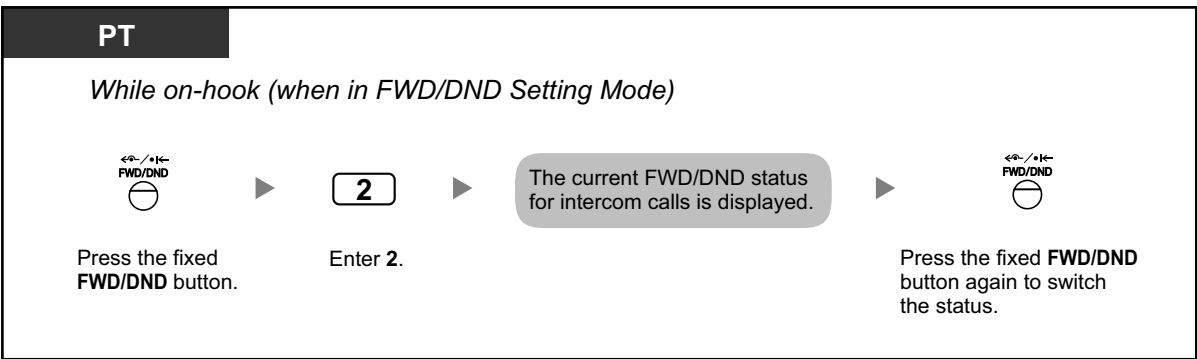 PT
While on-hook (when in FWD/DND Setting Mode)
FWD/DND
2
The current FWD/DND status
for intercom calls is displayed.
FWD/DND
Press the fixed
FWD/DND button.
Enter 2.
Press the fixed FWD/DND
button again to switch
the status.